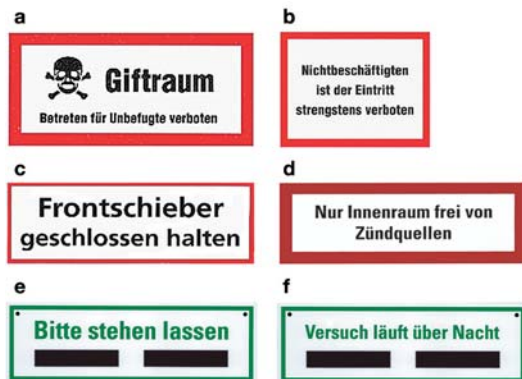 a
Giftraum
Betreten für Unbefugte verboten
b
Nichtbeschäftigten
ist der Eintritt
strengstens verboten
c
Frontschieber
geschlossen halten
d
Nur Innenraum frei von
Zündquellen
e
Bitte stehen lassen
f
Versuch läuft über Nacht